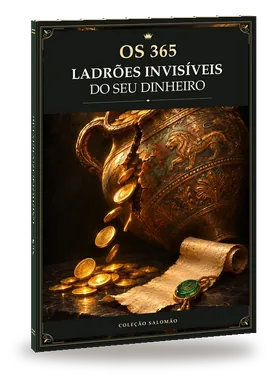 OS 365
LADRÕES INVISÍVEIS
DO SEU DINHEIRO
COLEÇÃO SALOMÃO